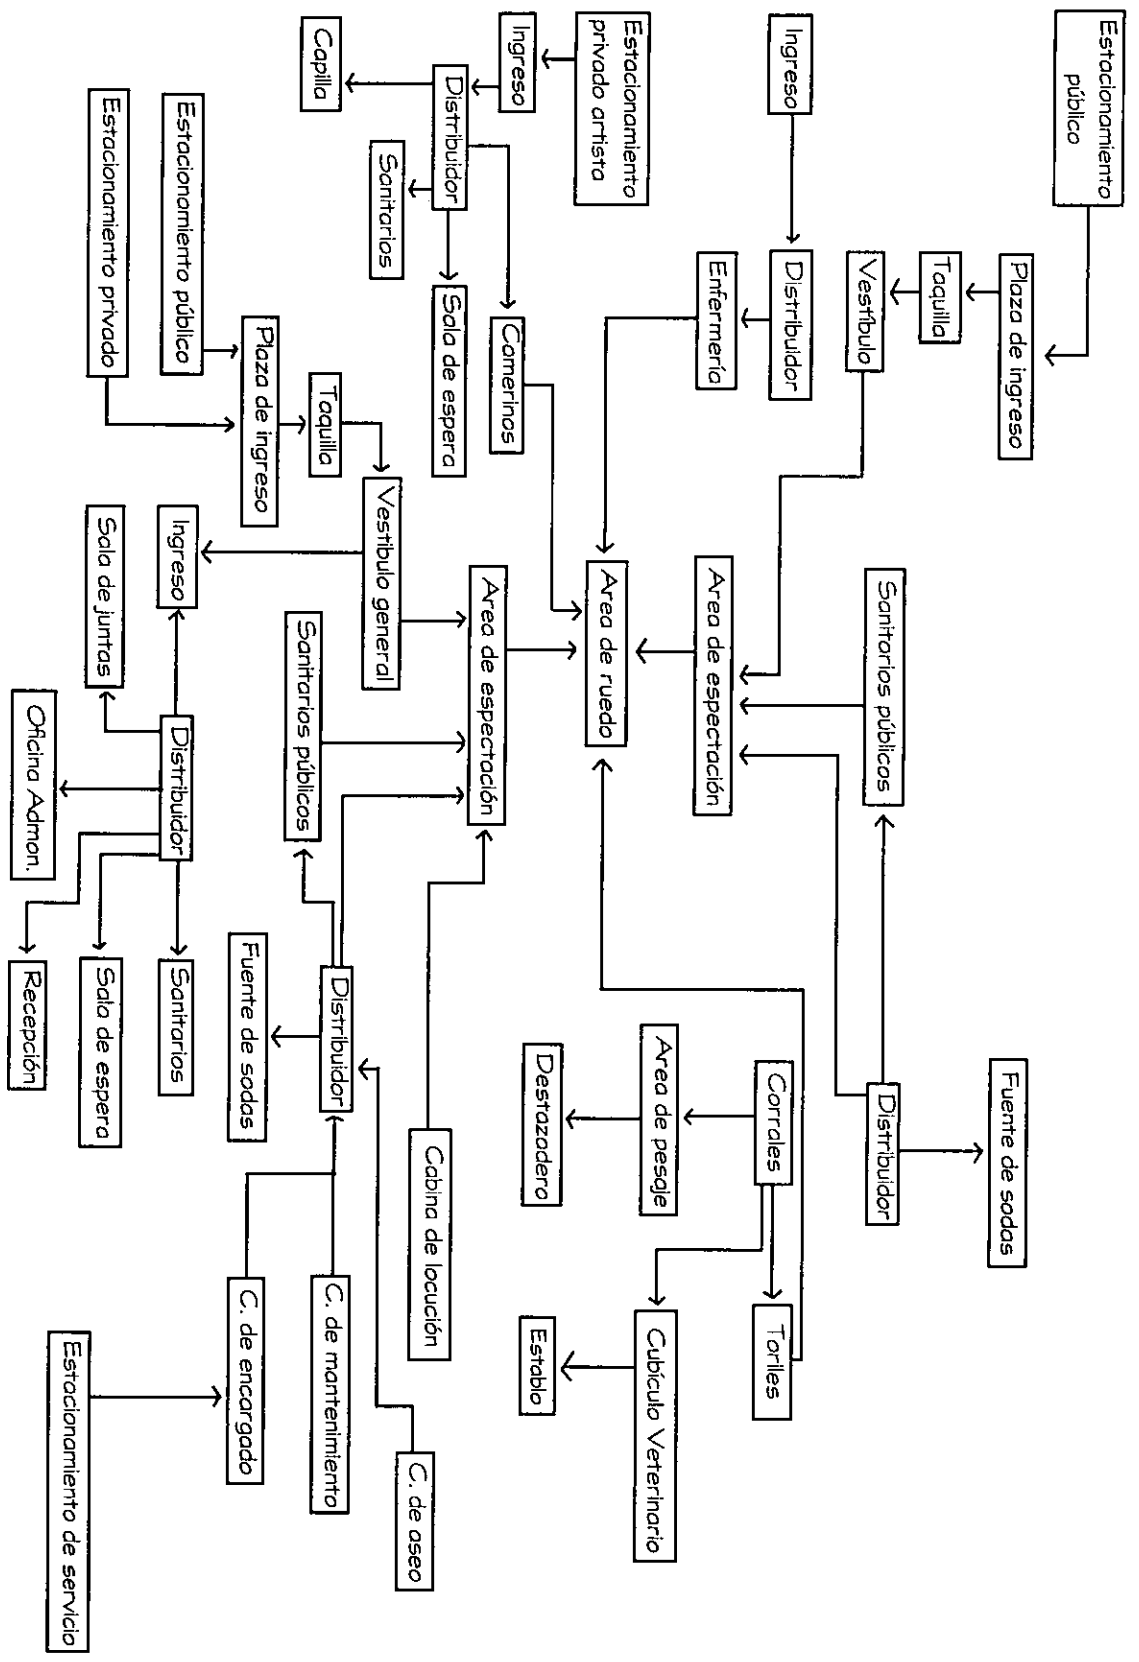 Estacionamiento
público
Plaza de ingreso
Taquilla
Vestíbulo
Fuente de sodas
Distribuidor
Sanitarios públicos
Ingreso
Distribuidor
Enfermería
Area de espectación
Corrales
Toriles
Area de pesaje
Cubículo Veterinario
Destazadero
Establo
Area de ruedo
Estacionamiento
privado artista
Ingreso
Distribuidor
Camerinos
Sala de espera
Sanitarios
Capilla
Area de espectación
Cabina de locución
C. de aseo
Vestíbulo general
Taquilla
Plaza de ingreso
Estacionamiento público
Estacionamiento privado
Sanitarios públicos
Distribuidor
C. de mantenimiento
Fuente de sodas
C. de encargado
Estacionamiento de servicio
Ingreso
Distribuidor
Sanitarios
Sala de juntas
Sala de espera
Oficina Admon.
Recepción